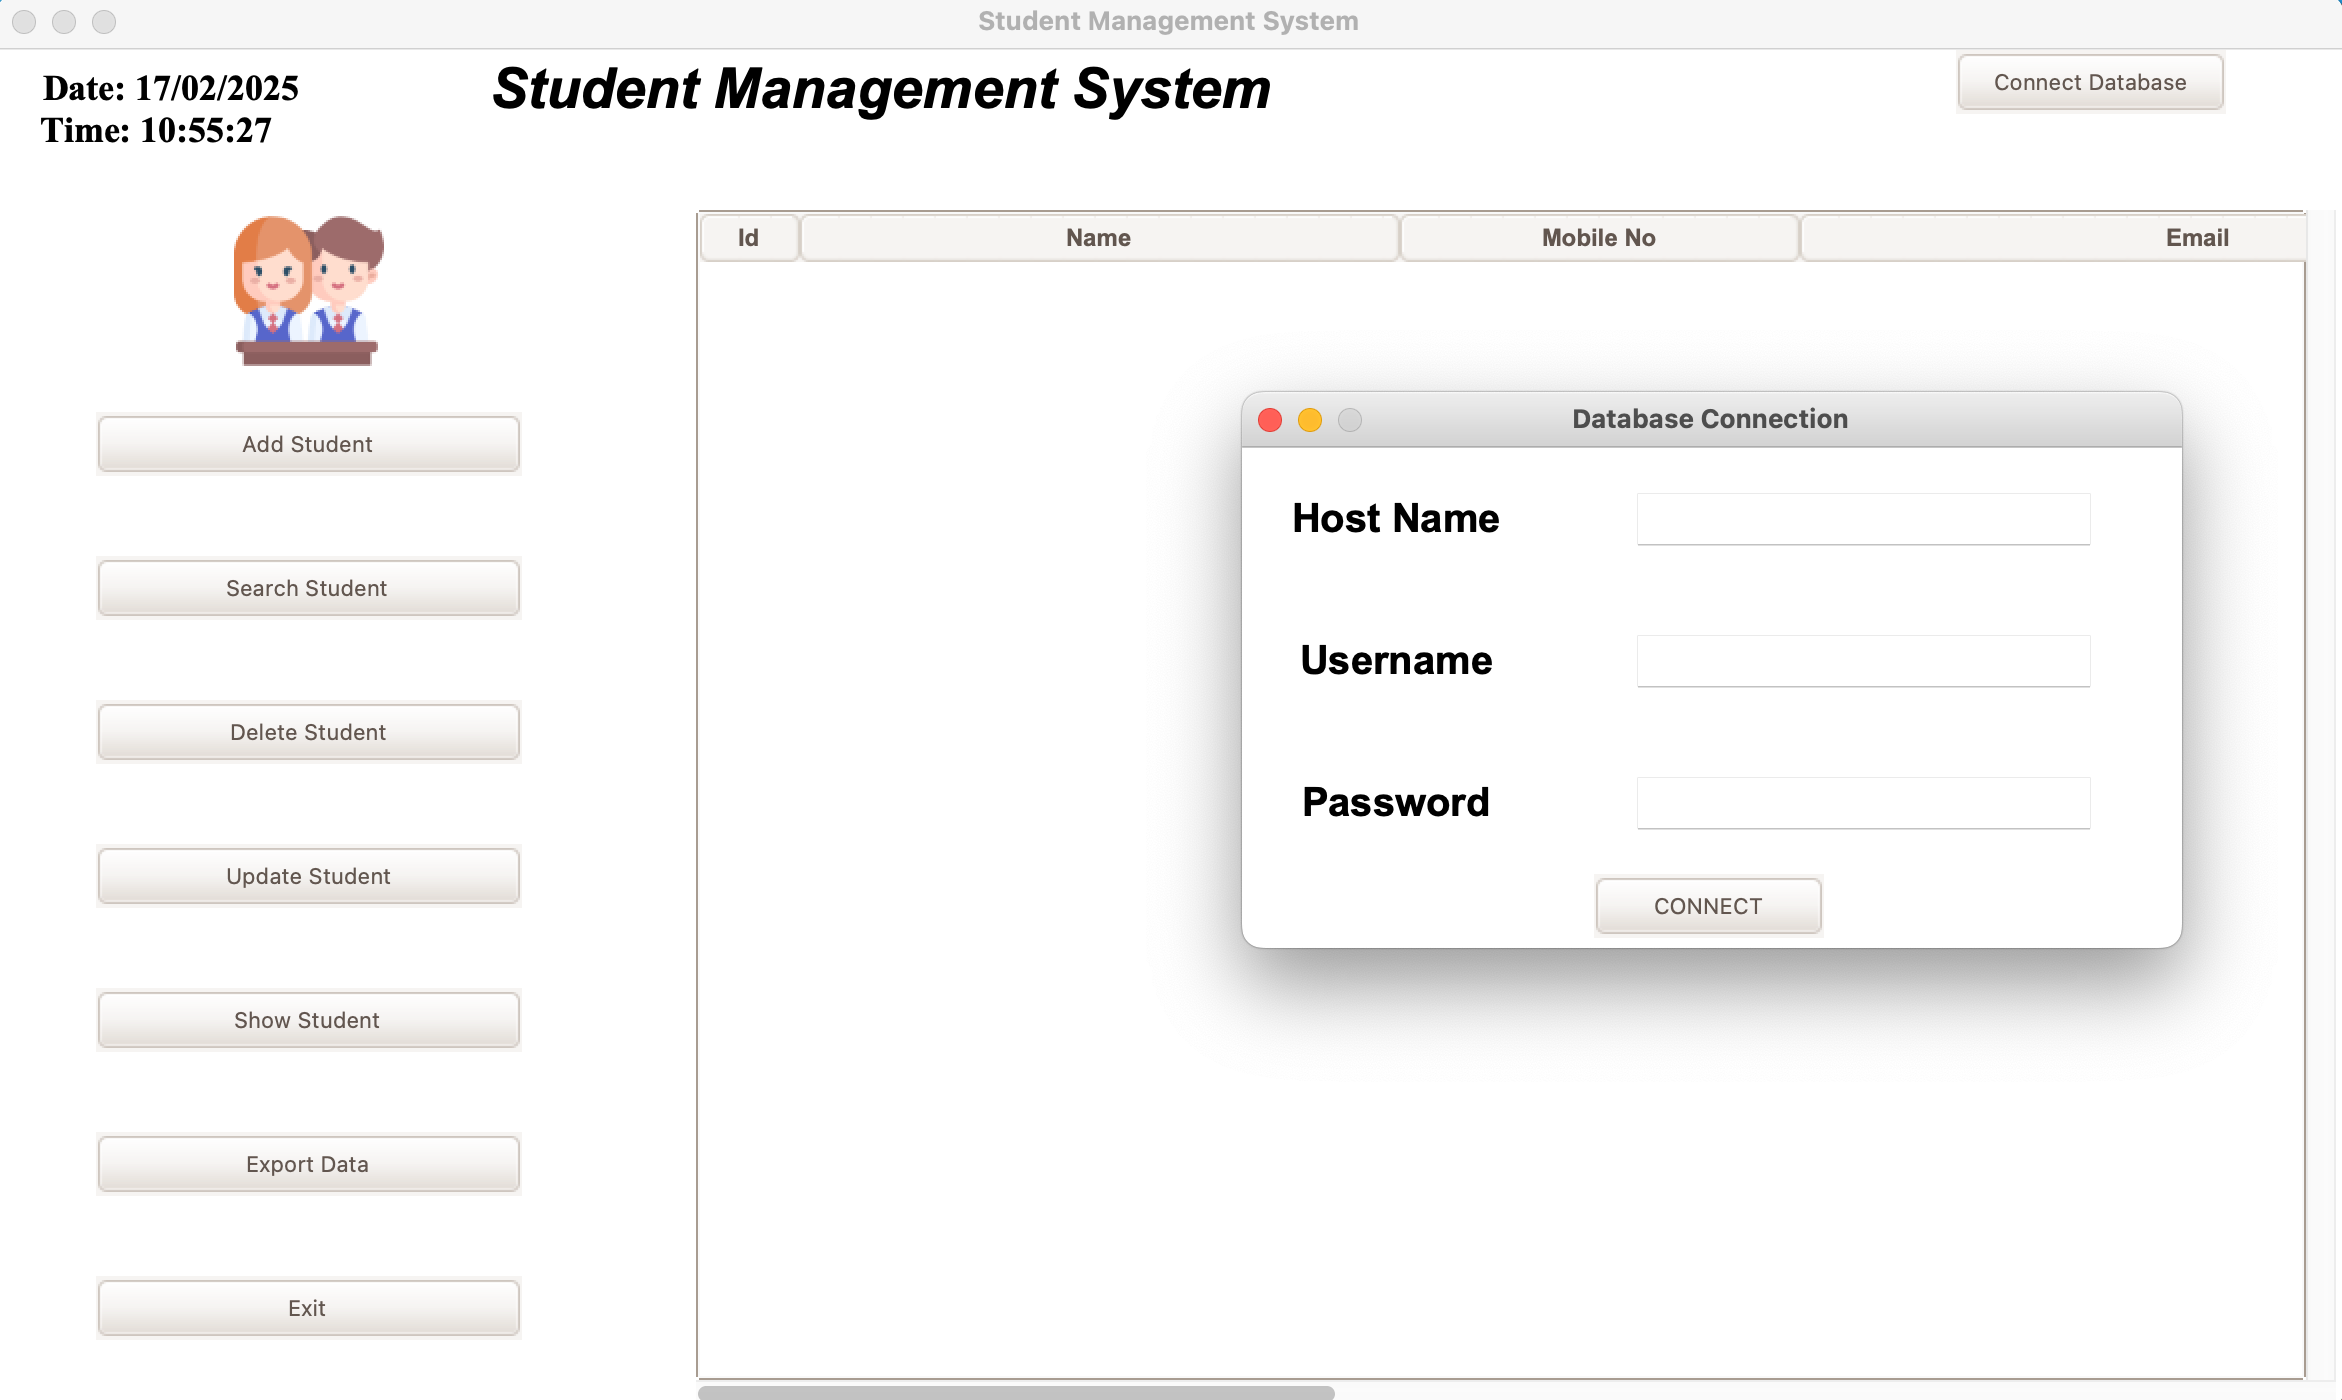 Student Management System
Date: 17/02/2025
Time: 10:55:27
Student Management System
Connect Database
Id Name Mobile No Email
Add Student
Search Student
Delete Student
Update Student
Show Student
Export Data
Exit
Database Connection
Host Name
Username
Password
CONNECT